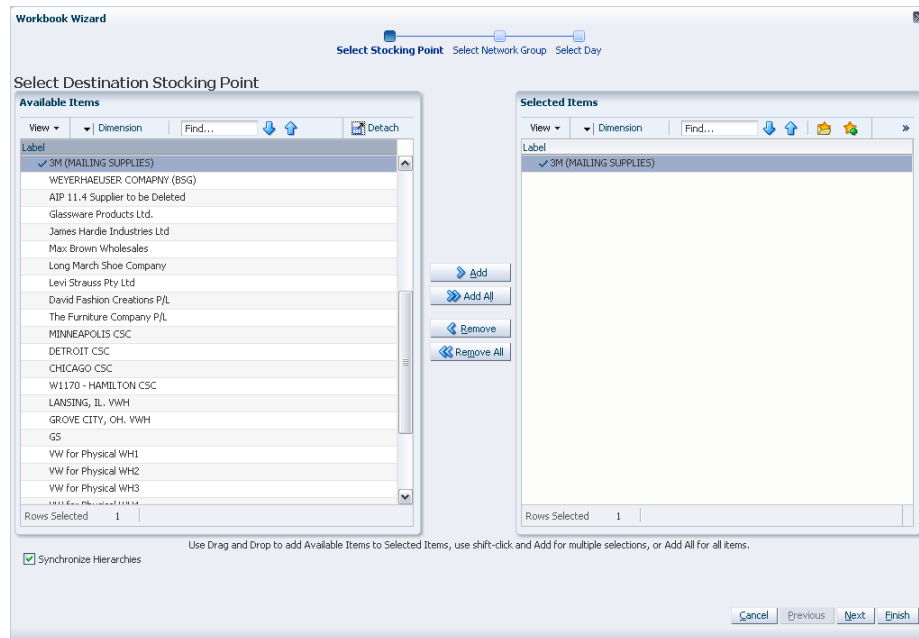 Workbook Wizard
Select Stocking Point Select Network Group Select Day
Select Destination Stocking Point
Available Items
View Dimension Find... Detach
Label
3M (MAILING SUPPLIES)
WEYERHAEUSER COMAPNY (BSG)
AIP 11.4 Supplier to be Deleted
Glassware Products Ltd.
James Hardie Industries Ltd
Max Brown Wholesales
Long March Shoe Company
Levi Strauss Pty Ltd
David Fashion Creations P/L
The Furniture Company P/L
MINNEAPOLIS CSC
DETROIT CSC
CHICAGO CSC
W1170 - HAMILTON CSC
LANSING, IL. VWH
GROVE CITY, OH. VWH
GS
VW for Physical WH1
VW for Physical WH2
VW for Physical WH3
Rows Selected 1
Add
Add All
Remove
Remove All
Selected Items
View Dimension Find... »
Label
3M (MAILING SUPPLIES)
Rows Selected 1
Use Drag and Drop to add Available Items to Selected Items, use shift-click and Add for multiple selections, or Add All for all items.
Synchronize Hierarchies
Cancel Previous Next Finish